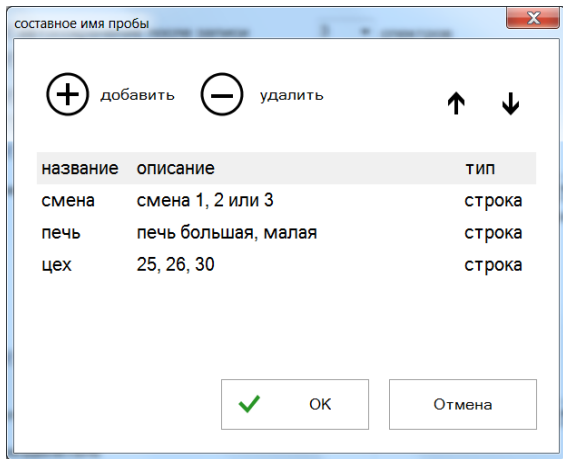 составное имя пробы
добавить удалить
название описание тип
смена смена 1, 2 или 3 строка
печь печь большая, малая строка
цех 25, 26, 30 строка
OK Отмена